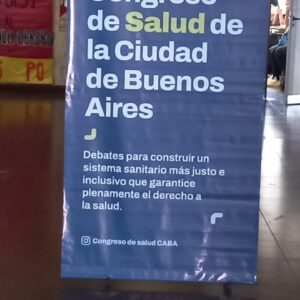 Congreso
de Salud de
la Ciudad
de Buenos
Aires
Debates para construir un
sistema sanitario más justo e
inclusivo que garantice
plenamente el derecho a
la salud.
Congreso de salud CABA
PO